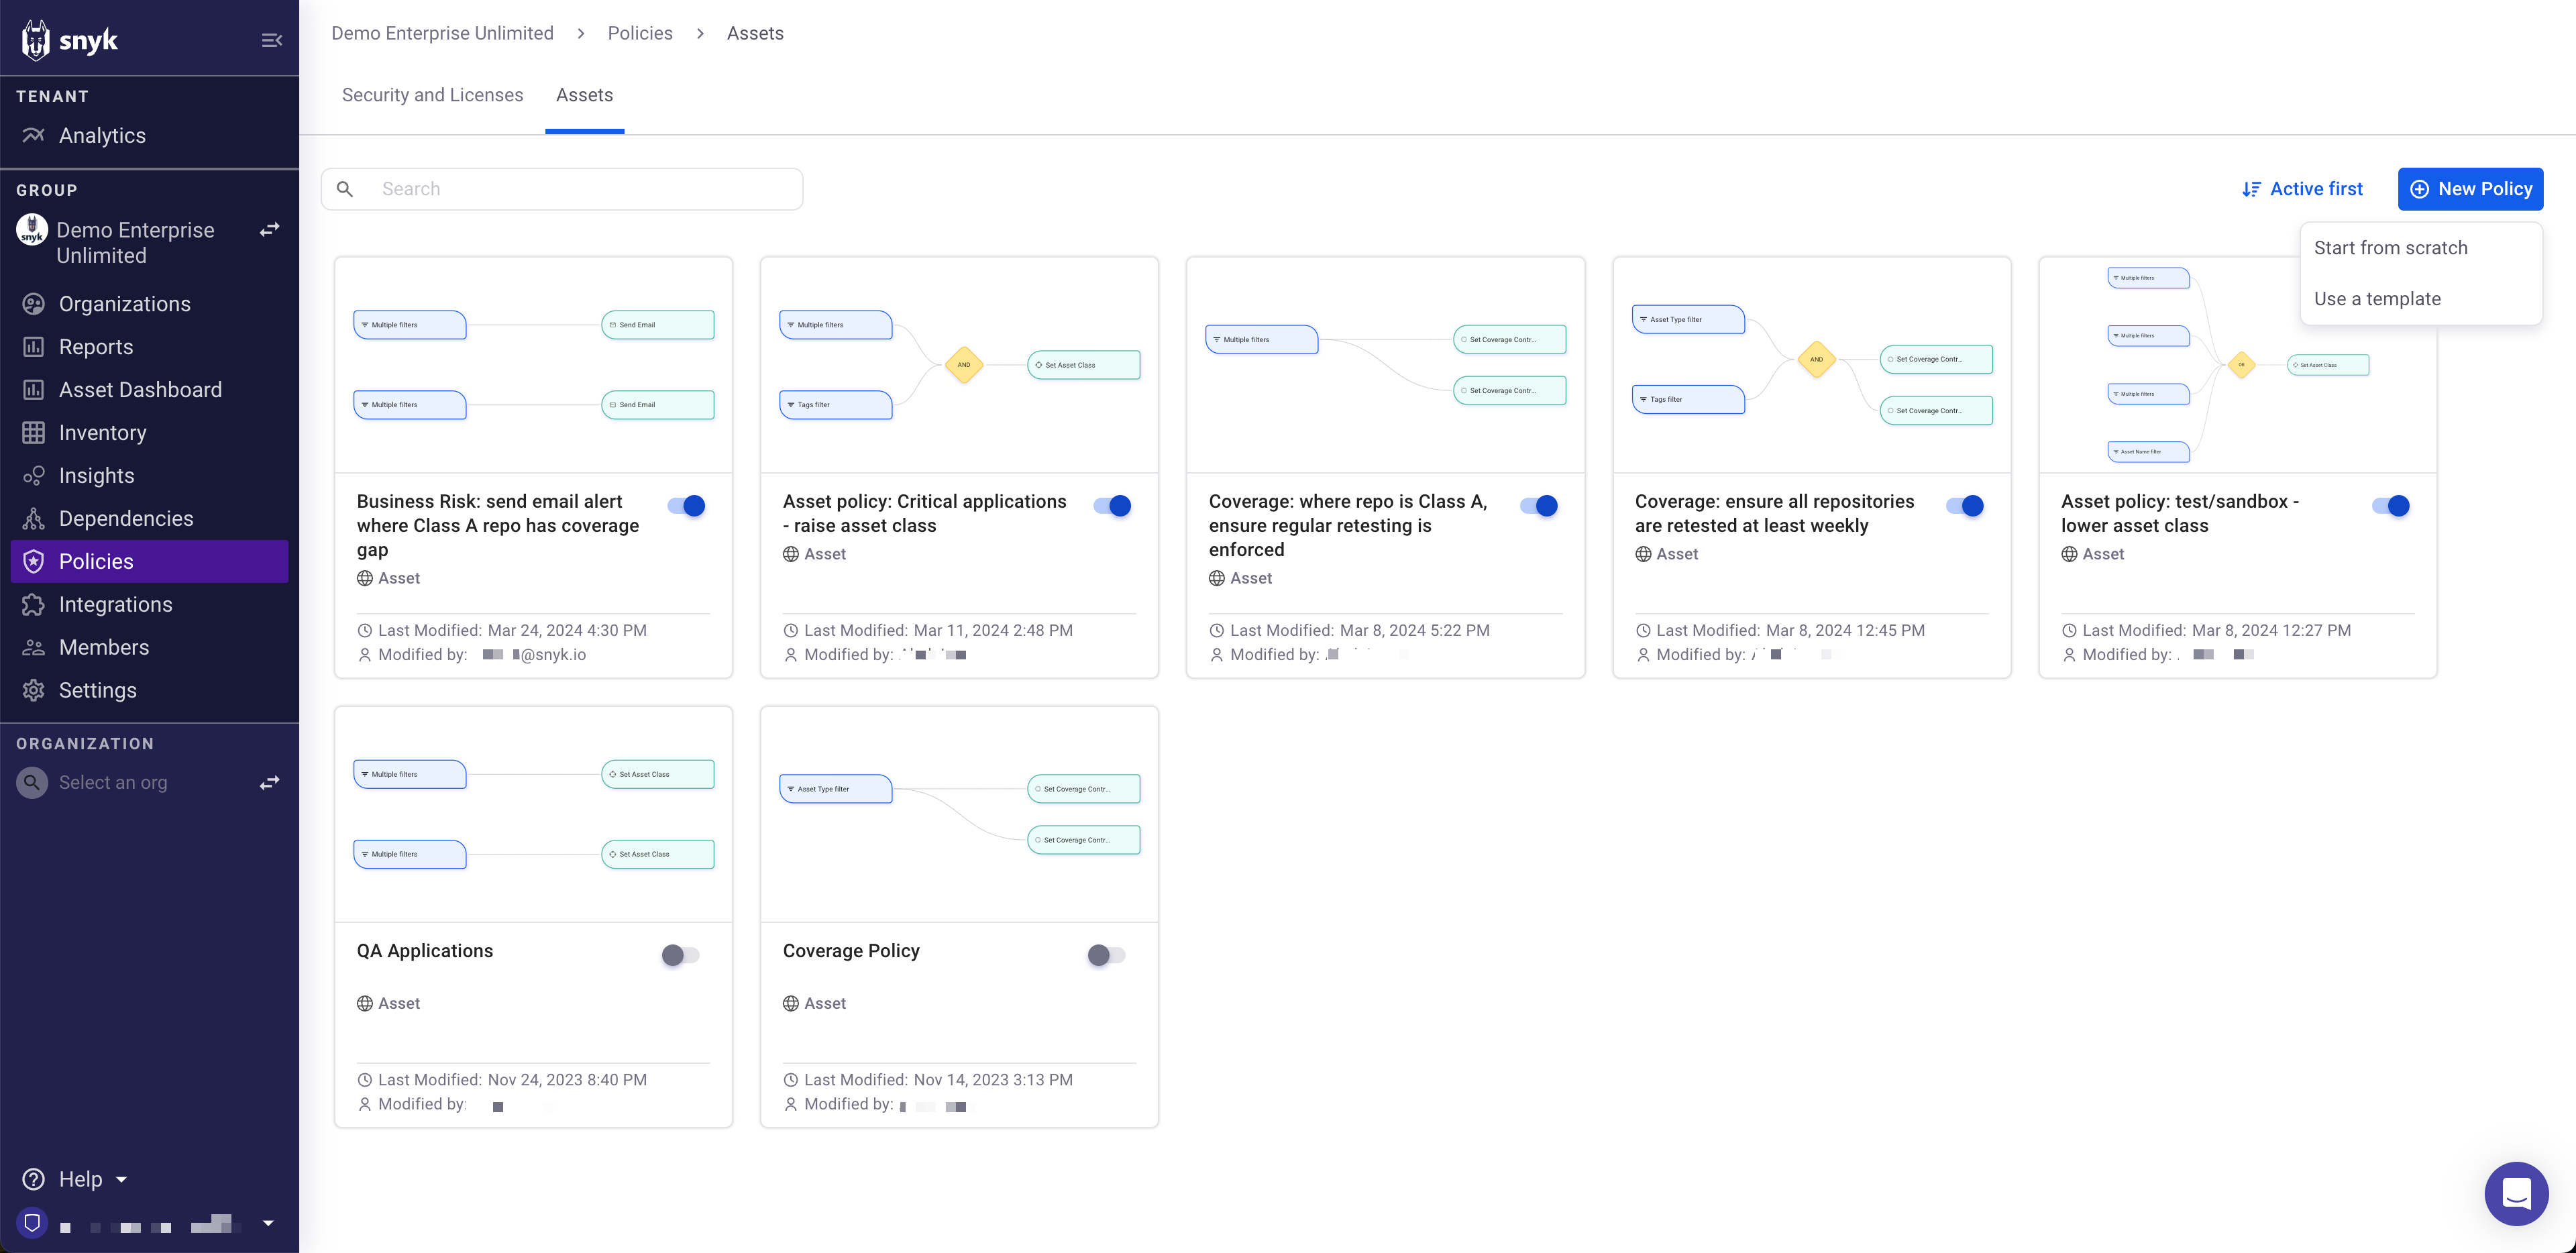 snyk
TENANT
Analytics
GROUP
snyk
Demo Enterprise
Unlimited
Organizations
Reports
Asset Dashboard
Inventory
Insights
Dependencies
Policies
Integrations
Members
Settings
ORGANIZATION
Select an org
Help
Demo Enterprise Unlimited > Policies > Assets
Security and Licenses Assets
Search
Active first
New Policy
Start from scratch
Use a template
Multiple filters
Send Email
Multiple filters
Send Email
Business Risk: send email alert
where Class A repo has coverage
gap
Asset
Last Modified: Mar 24, 2024 4:30 PM
Modified by: @snyk.io
Multiple filters
AND
Set Asset Class
Tags filter
Asset policy: Critical applications
- raise asset class
Asset
Last Modified: Mar 11, 2024 2:48 PM
Modified by:
Multiple filters
Set Coverage Contr...
Set Coverage Contr...
Coverage: where repo is Class A,
ensure regular retesting is
enforced
Asset
Last Modified: Mar 8, 2024 5:22 PM
Modified by:
Asset Type filter
AND
Set Coverage Contr...
Tags filter
Set Coverage Contr...
Coverage: ensure all repositories
are retested at least weekly
Asset
Last Modified: Mar 8, 2024 12:45 PM
Modified by:
Multiple filters
Multiple filters
OR
Set Asset Class
Multiple filters
Asset Name filter
Asset policy: test/sandbox -
lower asset class
Asset
Last Modified: Mar 8, 2024 12:27 PM
Modified by:
Multiple filters
Set Asset Class
Multiple filters
Set Asset Class
QA Applications
Asset
Last Modified: Nov 24, 2023 8:40 PM
Modified by:
Asset Type filter
Set Coverage Contr...
Set Coverage Contr...
Coverage Policy
Asset
Last Modified: Nov 14, 2023 3:13 PM
Modified by: